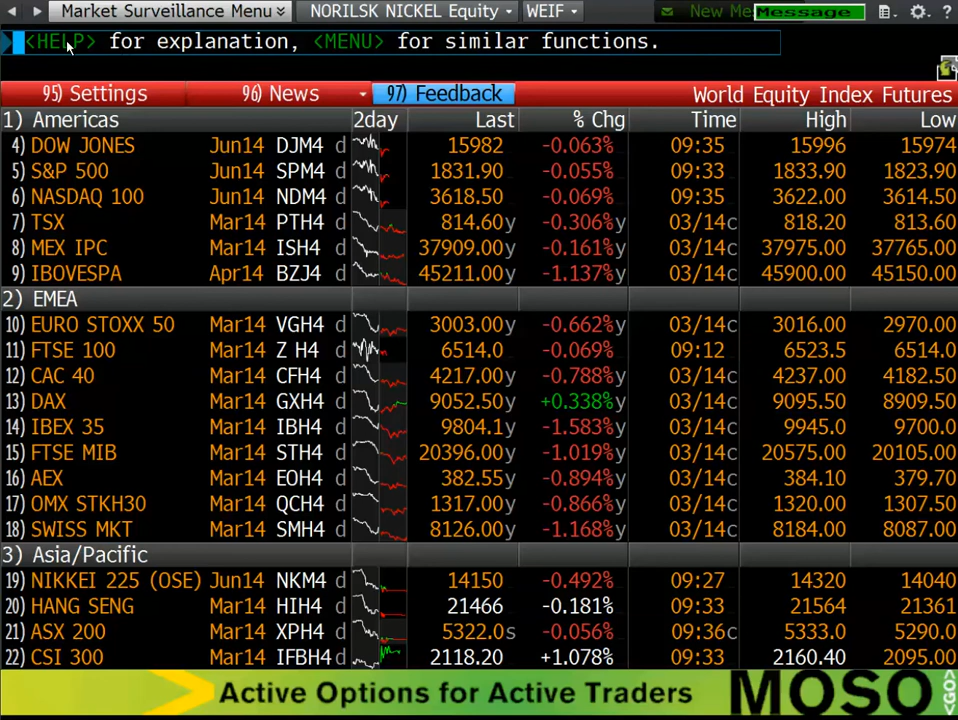 Market Surveillance Menu NORILSK NICKEL Equity WEIF New Me Message ?
<HELP> for explanation, <MENU> for similar functions.
95) Settings 96) News 97) Feedback World Equity Index Futures
1) Americas 2day Last % Chg Time High Low
4) DOW JONES Jun14 DJM4 d 15982 -0.063% 09:35 15996 15974
5) S&P 500 Jun14 SPM4 d 1831.90 -0.055% 09:33 1833.90 1823.90
6) NASDAQ 100 Jun14 NDM4 d 3618.50 -0.069% 09:35 3622.00 3614.50
7) TSX Mar14 PTH4 d 814.60y -0.306%y 03/14c 818.20 813.60
8) MEX IPC Mar14 ISH4 d 37909.00y -0.161%y 03/14c 37975.00 37765.00
9) IBOVESPA Apr14 BZJ4 d 45211.00y -1.137%y 03/14c 45900.00 45150.00
2) EMEA
10) EURO STOXX 50 Mar14 VGH4 d 3003.00y -0.662%y 03/14c 3016.00 2970.00
11) FTSE 100 Mar14 Z H4 d 6514.0 -0.069% 09:12 6523.5 6514.0
12) CAC 40 Mar14 CFH4 d 4217.00y -0.788%y 03/14c 4237.00 4182.50
13) DAX Mar14 GXH4 d 9052.50y +0.338%y 03/14c 9095.50 8909.50
14) IBEX 35 Mar14 IBH4 d 9804.1y -1.583%y 03/14c 9945.0 9700.0
15) FTSE MIB Mar14 STH4 d 20396.00y -1.019%y 03/14c 20575.00 20105.00
16) AEX Mar14 EOH4 d 382.55y -0.894%y 03/14c 384.10 379.70
17) OMX STKH30 Mar14 QCH4 d 1317.00y -0.866%y 03/14c 1320.00 1307.50
18) SWISS MKT Mar14 SMH4 d 8126.00y -1.168%y 03/14c 8184.00 8087.00
3) Asia/Pacific
19) NIKKEI 225 (OSE) Jun14 NKM4 d 14150 -0.492% 09:27 14320 14040
20) HANG SENG Mar14 HIH4 d 21466 -0.181% 09:33 21564 21361
21) ASX 200 Mar14 XPH4 d 5322.0s -0.056% 09:36c 5333.0 5290.0
22) CSI 300 Mar14 IFBH4 d 2118.20 +1.078% 09:33 2160.40 2095.00
Active Options for Active Traders MOSO